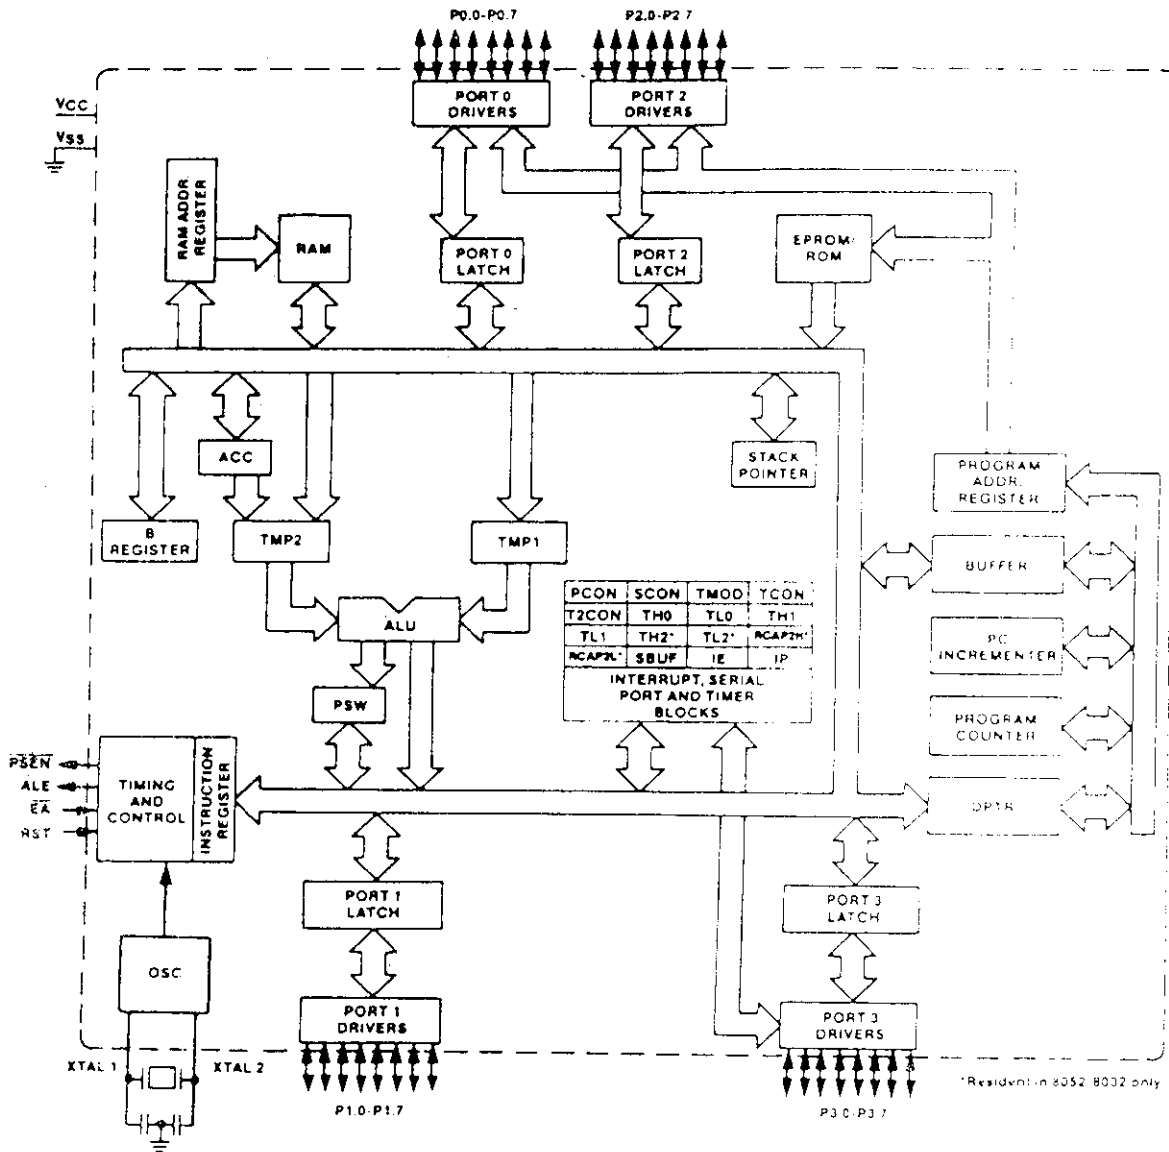 P0.0-P0.7
P2.0-P2.7
PORT 0
DRIVERS
PORT 2
DRIVERS
VCC
VSS
RAM ADDR.
REGISTER
RAM
PORT 0
LATCH
PORT 2
LATCH
EPROM/
ROM
ACC
STACK
POINTER
PROGRAM
ADDR.
REGISTER
B
REGISTER
TMP2
TMP1
BUFFER
ALU
PCON SCON TMOD TCON
T2CON TH0 TL0 TH1
TL1 TH2* TL2* RCAP2H*
RCAP2L* SBUF IE IP
INTERRUPT, SERIAL
PORT AND TIMER
BLOCKS
PC
INCREMENTER
PSW
PROGRAM
COUNTER
PSEN
ALE
EA
RST
TIMING
AND
CONTROL
INSTRUCTION
REGISTER
DPTR
PORT 1
LATCH
PORT 3
LATCH
OSC
PORT 1
DRIVERS
PORT 3
DRIVERS
XTAL 1
XTAL 2
P1.0-P1.7
P3.0-P3.7
*Resident in 8052/8032 only